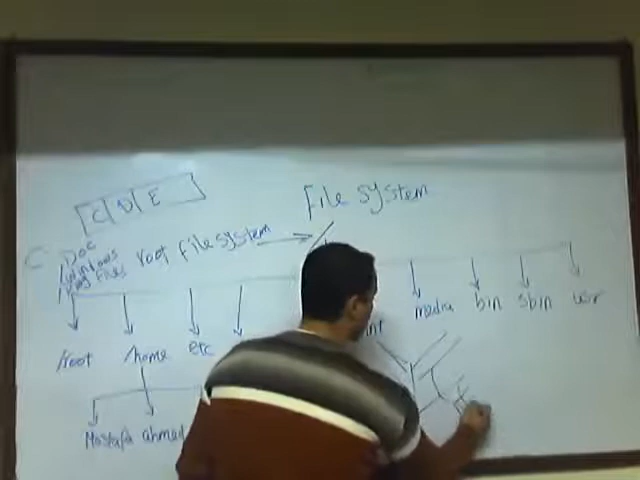 File system
C D E
C Doc
/windows
/Prog files
root file system
/
media bin sbin usr
/root /home etc
Mostafa ahmed